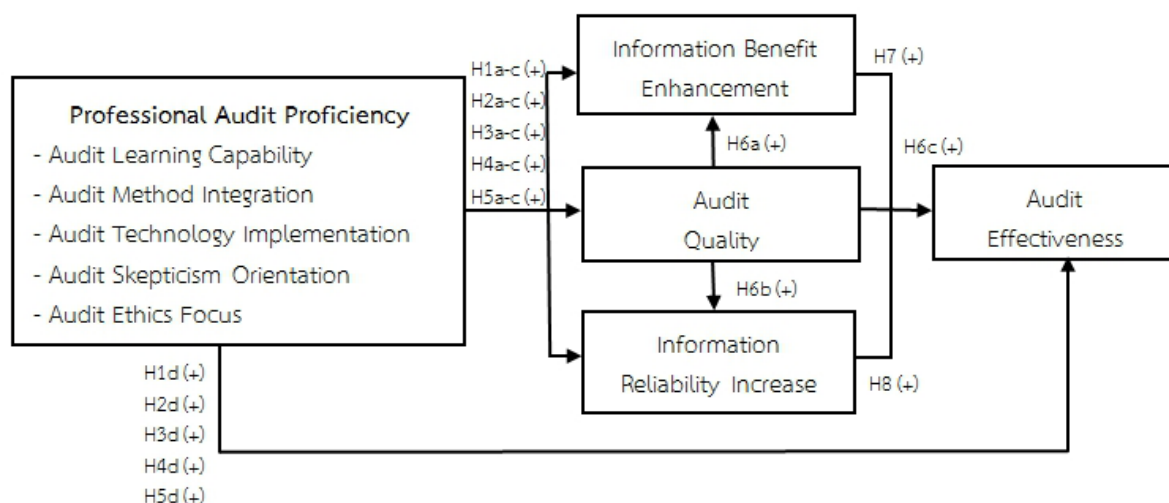 Professional Audit Proficiency
- Audit Learning Capability
- Audit Method Integration
- Audit Technology Implementation
- Audit Skepticism Orientation
- Audit Ethics Focus
H1a-c (+)
H2a-c (+)
H3a-c (+)
H4a-c (+)
H5a-c (+)
H1d (+)
H2d (+)
H3d (+)
H4d (+)
H5d (+)
Information Benefit
Enhancement
H6a (+)
Audit
Quality
H6b (+)
Information
Reliability Increase
H7 (+)
H6c (+)
H8 (+)
Audit
Effectiveness